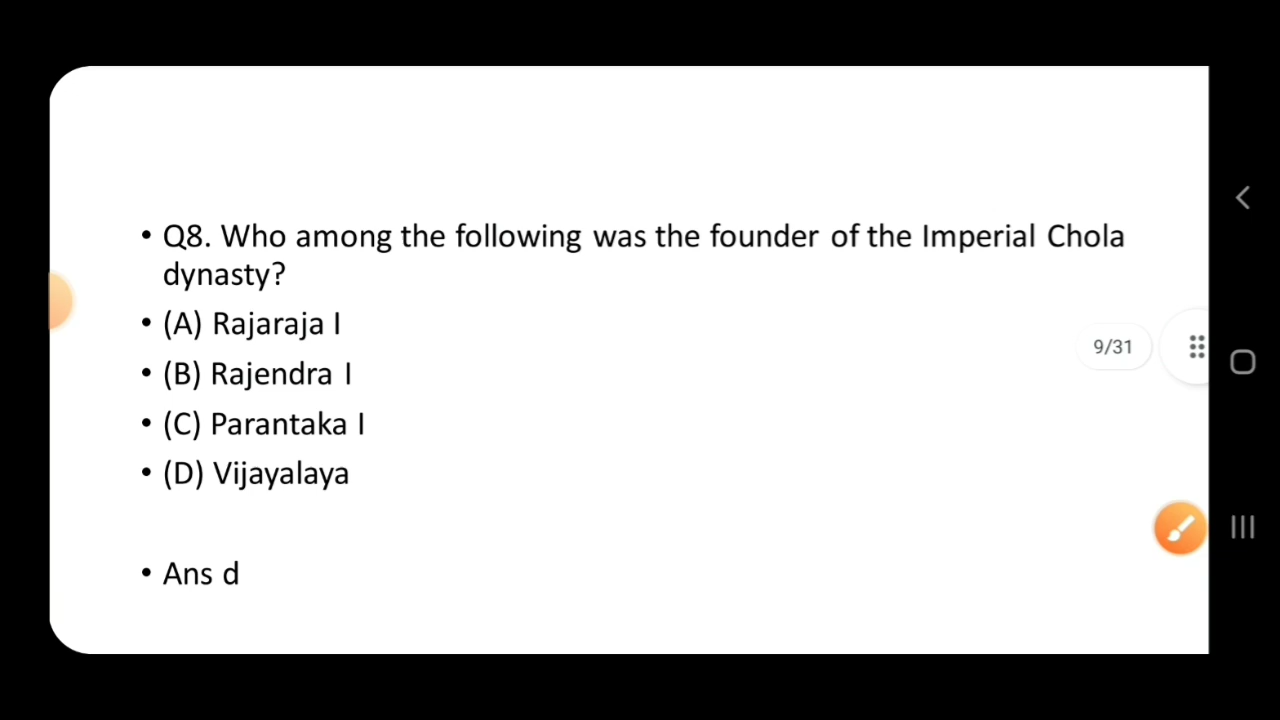 • Q8. Who among the following was the founder of the Imperial Chola
dynasty?
• (A) Rajaraja I
• (B) Rajendra I
• (C) Parantaka I
• (D) Vijayalaya
• Ans d
9/31